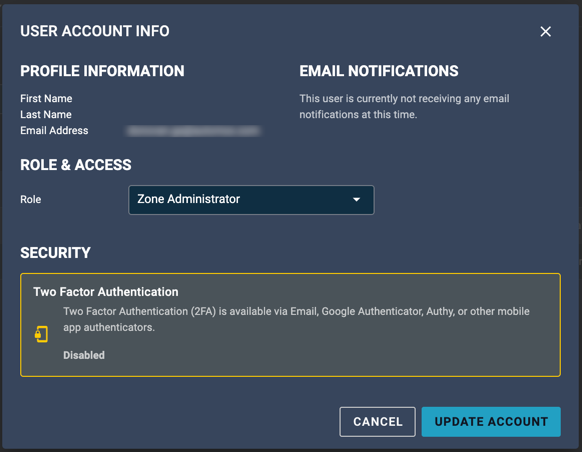 USER ACCOUNT INFO
PROFILE INFORMATION
First Name
Last Name
Email Address
EMAIL NOTIFICATIONS
This user is currently not receiving any email
notifications at this time.
ROLE & ACCESS
Role
Zone Administrator
SECURITY
Two Factor Authentication
Two Factor Authentication (2FA) is available via Email, Google Authenticator, Authy, or other mobile
app authenticators.
Disabled
CANCEL
UPDATE ACCOUNT